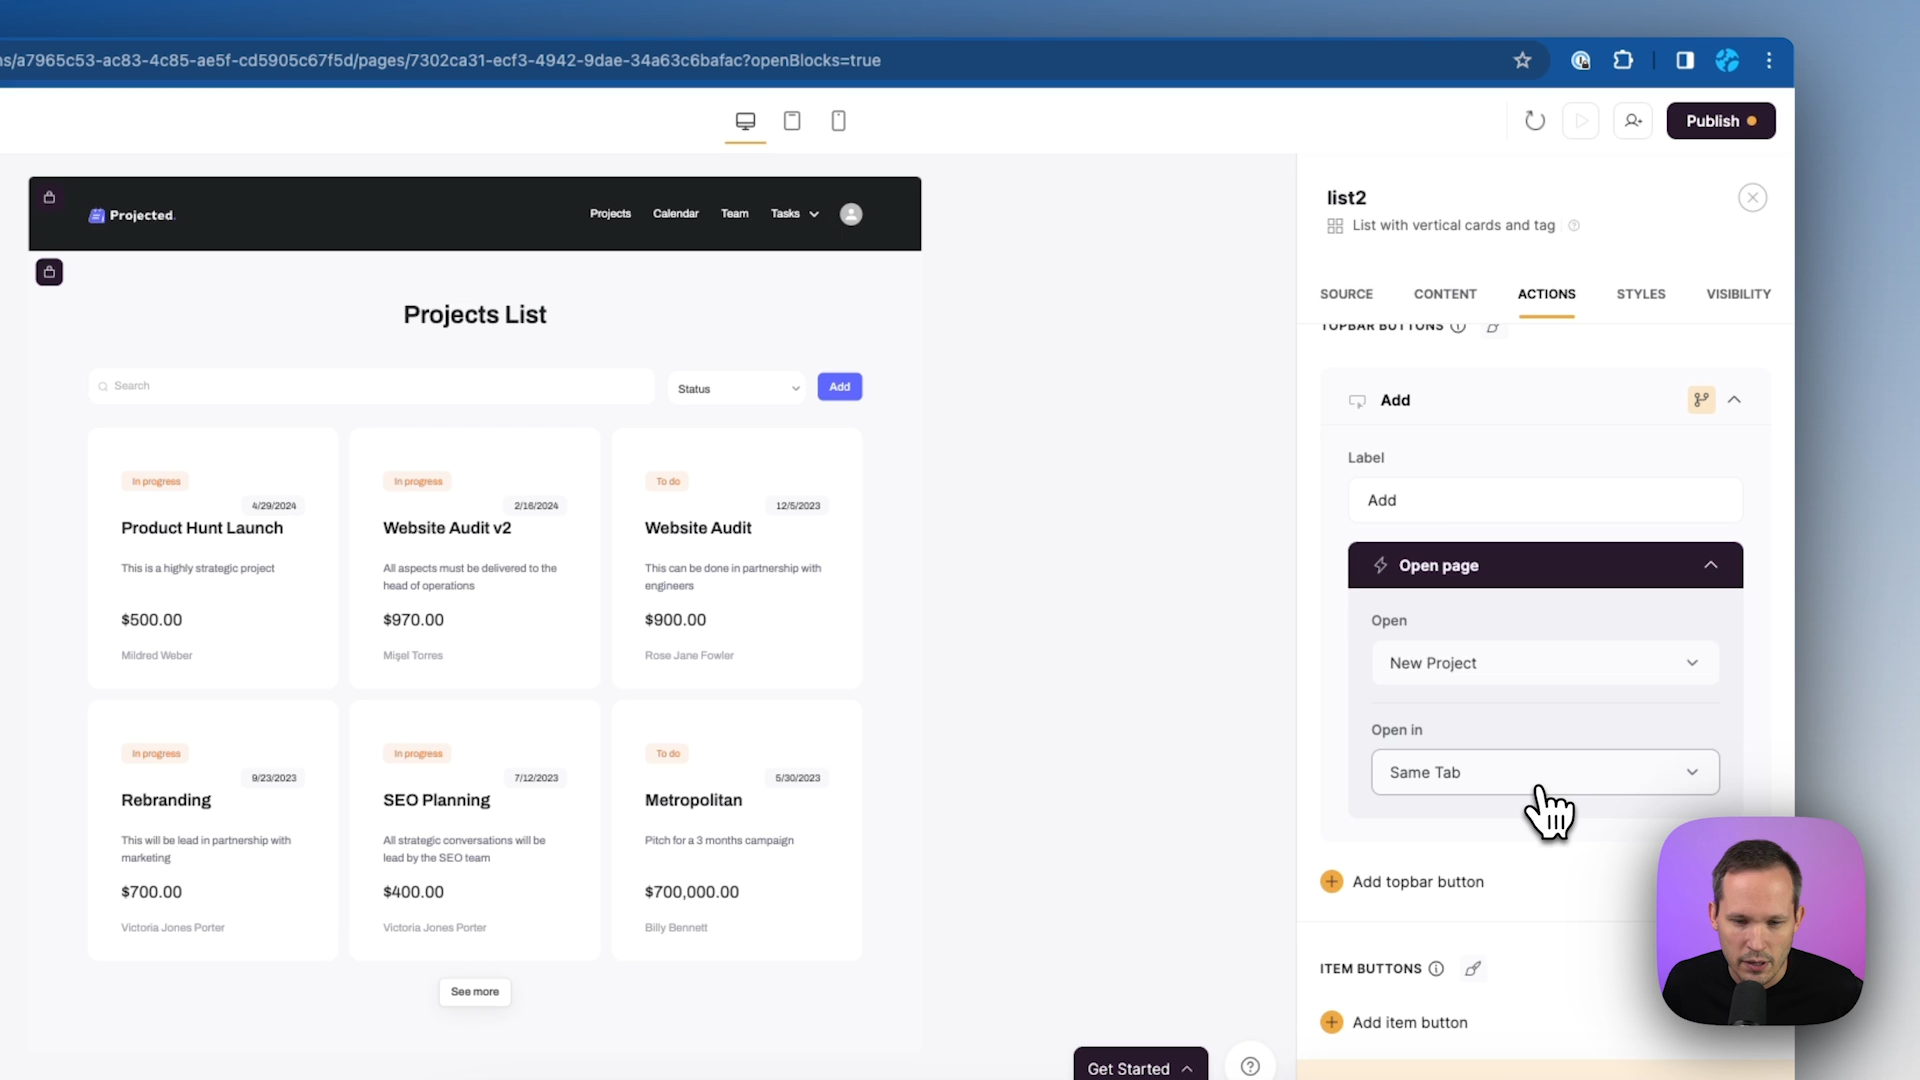 ns/a7965c53-ac83-4c85-ae5f-cd5905c67f5d/pages/7302ca31-ecf3-4942-9dae-34a63c6bafac?openBlocks=true
Publish
Projected.
Projects Calendar Team Tasks
Projects List
Search
Status
Add
In progress
4/29/2024
Product Hunt Launch
This is a highly strategic project
$500.00
Mildred Weber
In progress
2/16/2024
Website Audit v2
All aspects must be delivered to the
head of operations
$970.00
Mişel Torres
To do
12/5/2023
Website Audit
This can be done in partnership with
engineers
$900.00
Rose Jane Fowler
In progress
9/23/2023
Rebranding
This will be lead in partnership with
marketing
$700.00
Victoria Jones Porter
In progress
7/12/2023
SEO Planning
All strategic conversations will be
lead by the SEO team
$400.00
Victoria Jones Porter
To do
5/30/2023
Metropolitan
Pitch for a 3 months campaign
$700,000.00
Billy Bennett
See more
Get Started
list2
List with vertical cards and tag
SOURCE CONTENT ACTIONS STYLES VISIBILITY
TOPBAR BUTTONS
Add
Label
Add
Open page
Open
New Project
Open in
Same Tab
Add topbar button
ITEM BUTTONS
Add item button